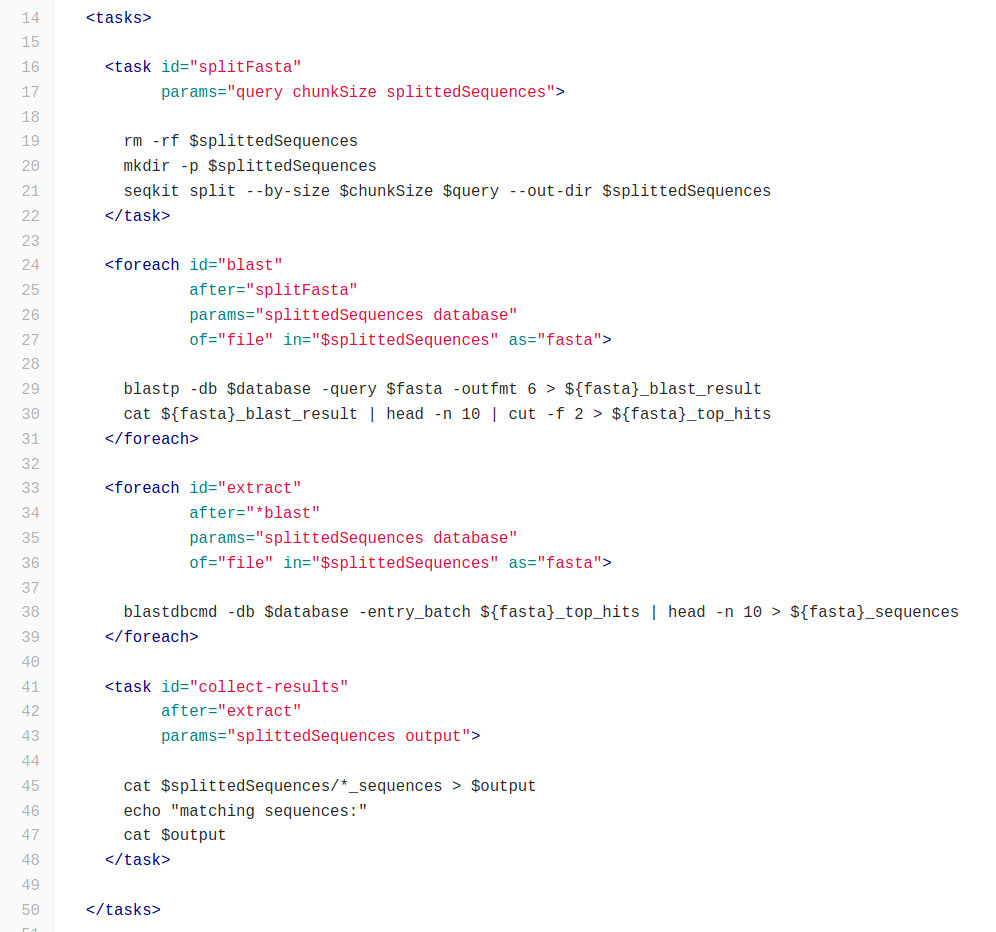 14 <tasks>
15
16 <task id="splitFasta"
17 params="query chunkSize splittedSequences">
18
19 rm -rf $splittedSequences
20 mkdir -p $splittedSequences
21 seqkit split --by-size $chunkSize $query --out-dir $splittedSequences
22 </task>
23
24 <foreach id="blast"
25 after="splitFasta"
26 params="splittedSequences database"
27 of="file" in="$splittedSequences" as="fasta">
28
29 blastp -db $database -query $fasta -outfmt 6 > ${fasta}_blast_result
30 cat ${fasta}_blast_result | head -n 10 | cut -f 2 > ${fasta}_top_hits
31 </foreach>
32
33 <foreach id="extract"
34 after="*blast"
35 params="splittedSequences database"
36 of="file" in="$splittedSequences" as="fasta">
37
38 blastdbcmd -db $database -entry_batch ${fasta}_top_hits | head -n 10 > ${fasta}_sequences
39 </foreach>
40
41 <task id="collect-results"
42 after="extract"
43 params="splittedSequences output">
44
45 cat $splittedSequences/*_sequences > $output
46 echo "matching sequences:"
47 cat $output
48 </task>
49
50 </tasks>